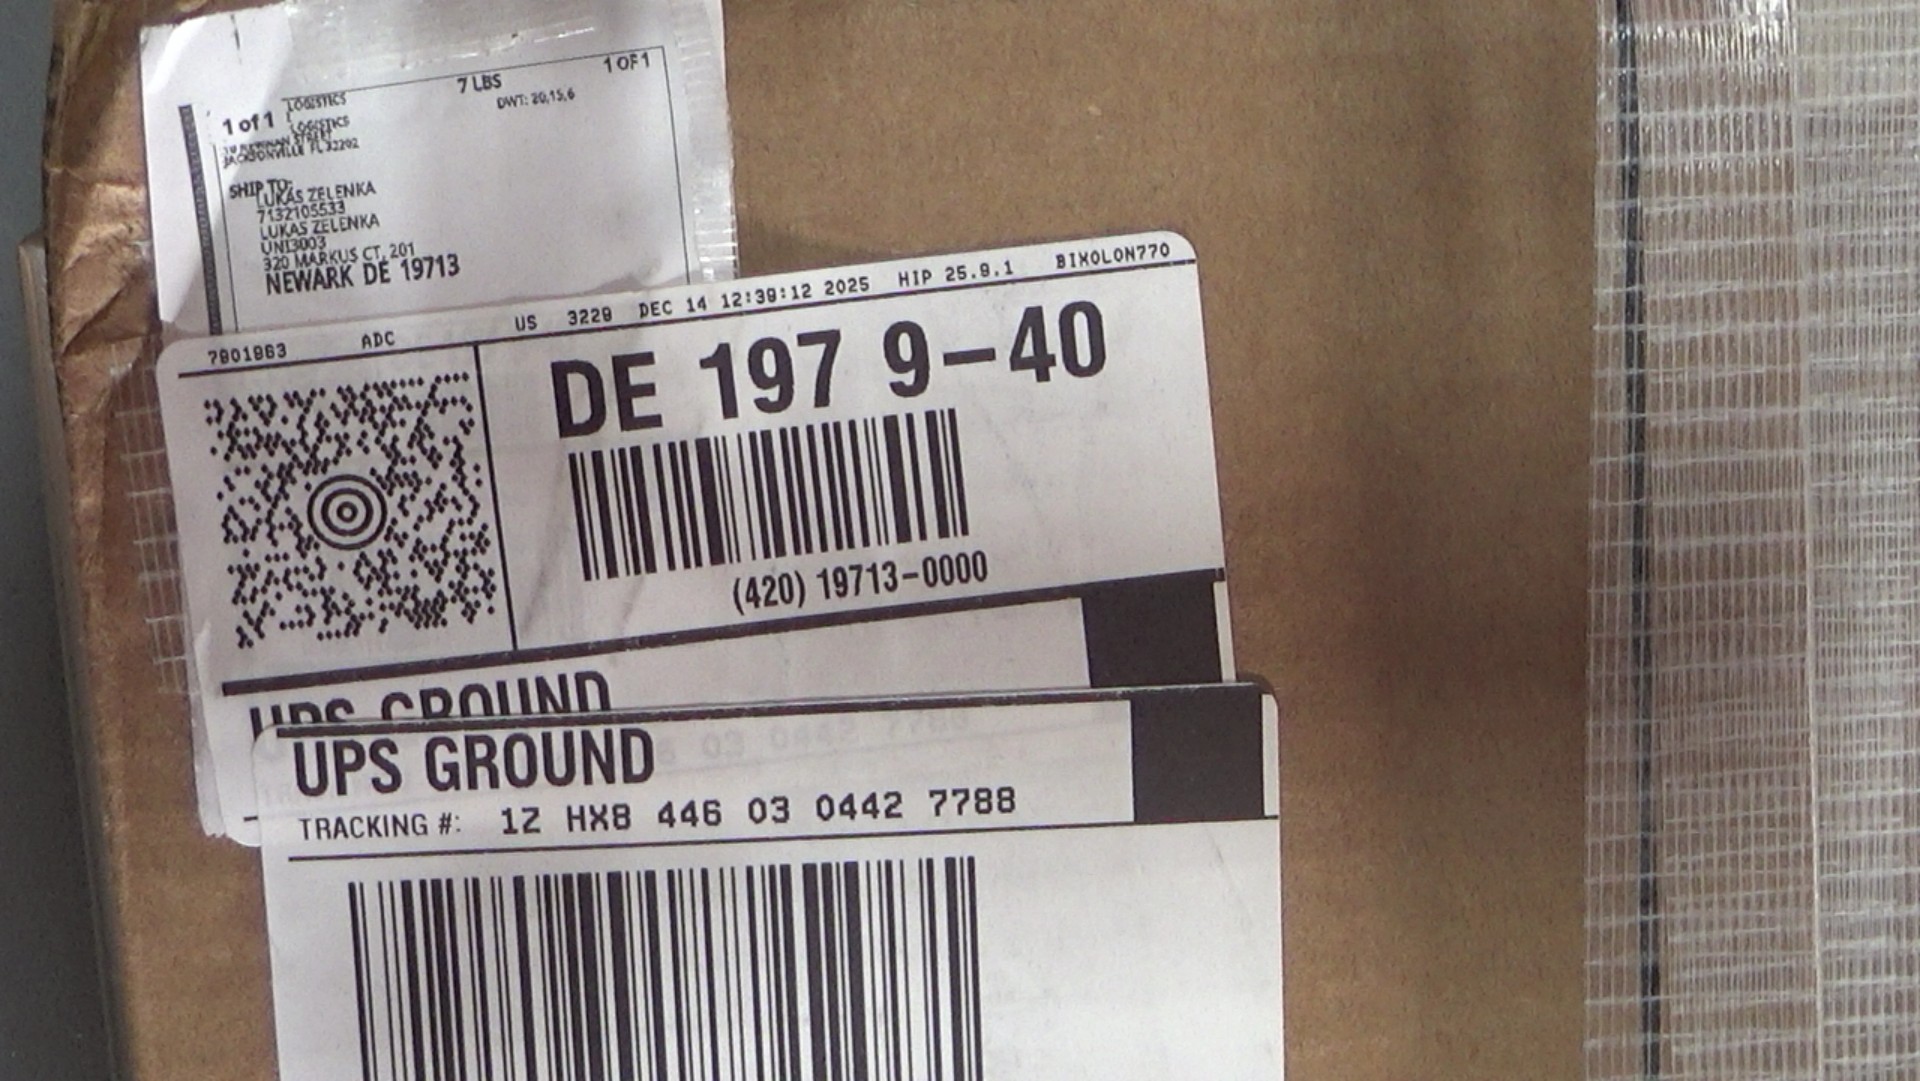 7 LBS
1 OF 1
DWT: 20,15,6
LOGISTICS
1 of 1
LOGISTICS
JACKSONVILLE FL 32202
SHIP TO:
LUKAS ZELENKA
7132105533
LUKAS ZELENKA
UNI3003
320 MARKUS CT, 201
NEWARK DE 19713
7801863 ADC US 3228 DEC 14 12:39:12 2025 HIP 25.9.1 BIXOLON770
DE 197 9-40
(420) 19713-0000
UPS GROUND
UPS GROUND
TRACKING #: 1Z HX8 446 03 0442 7788